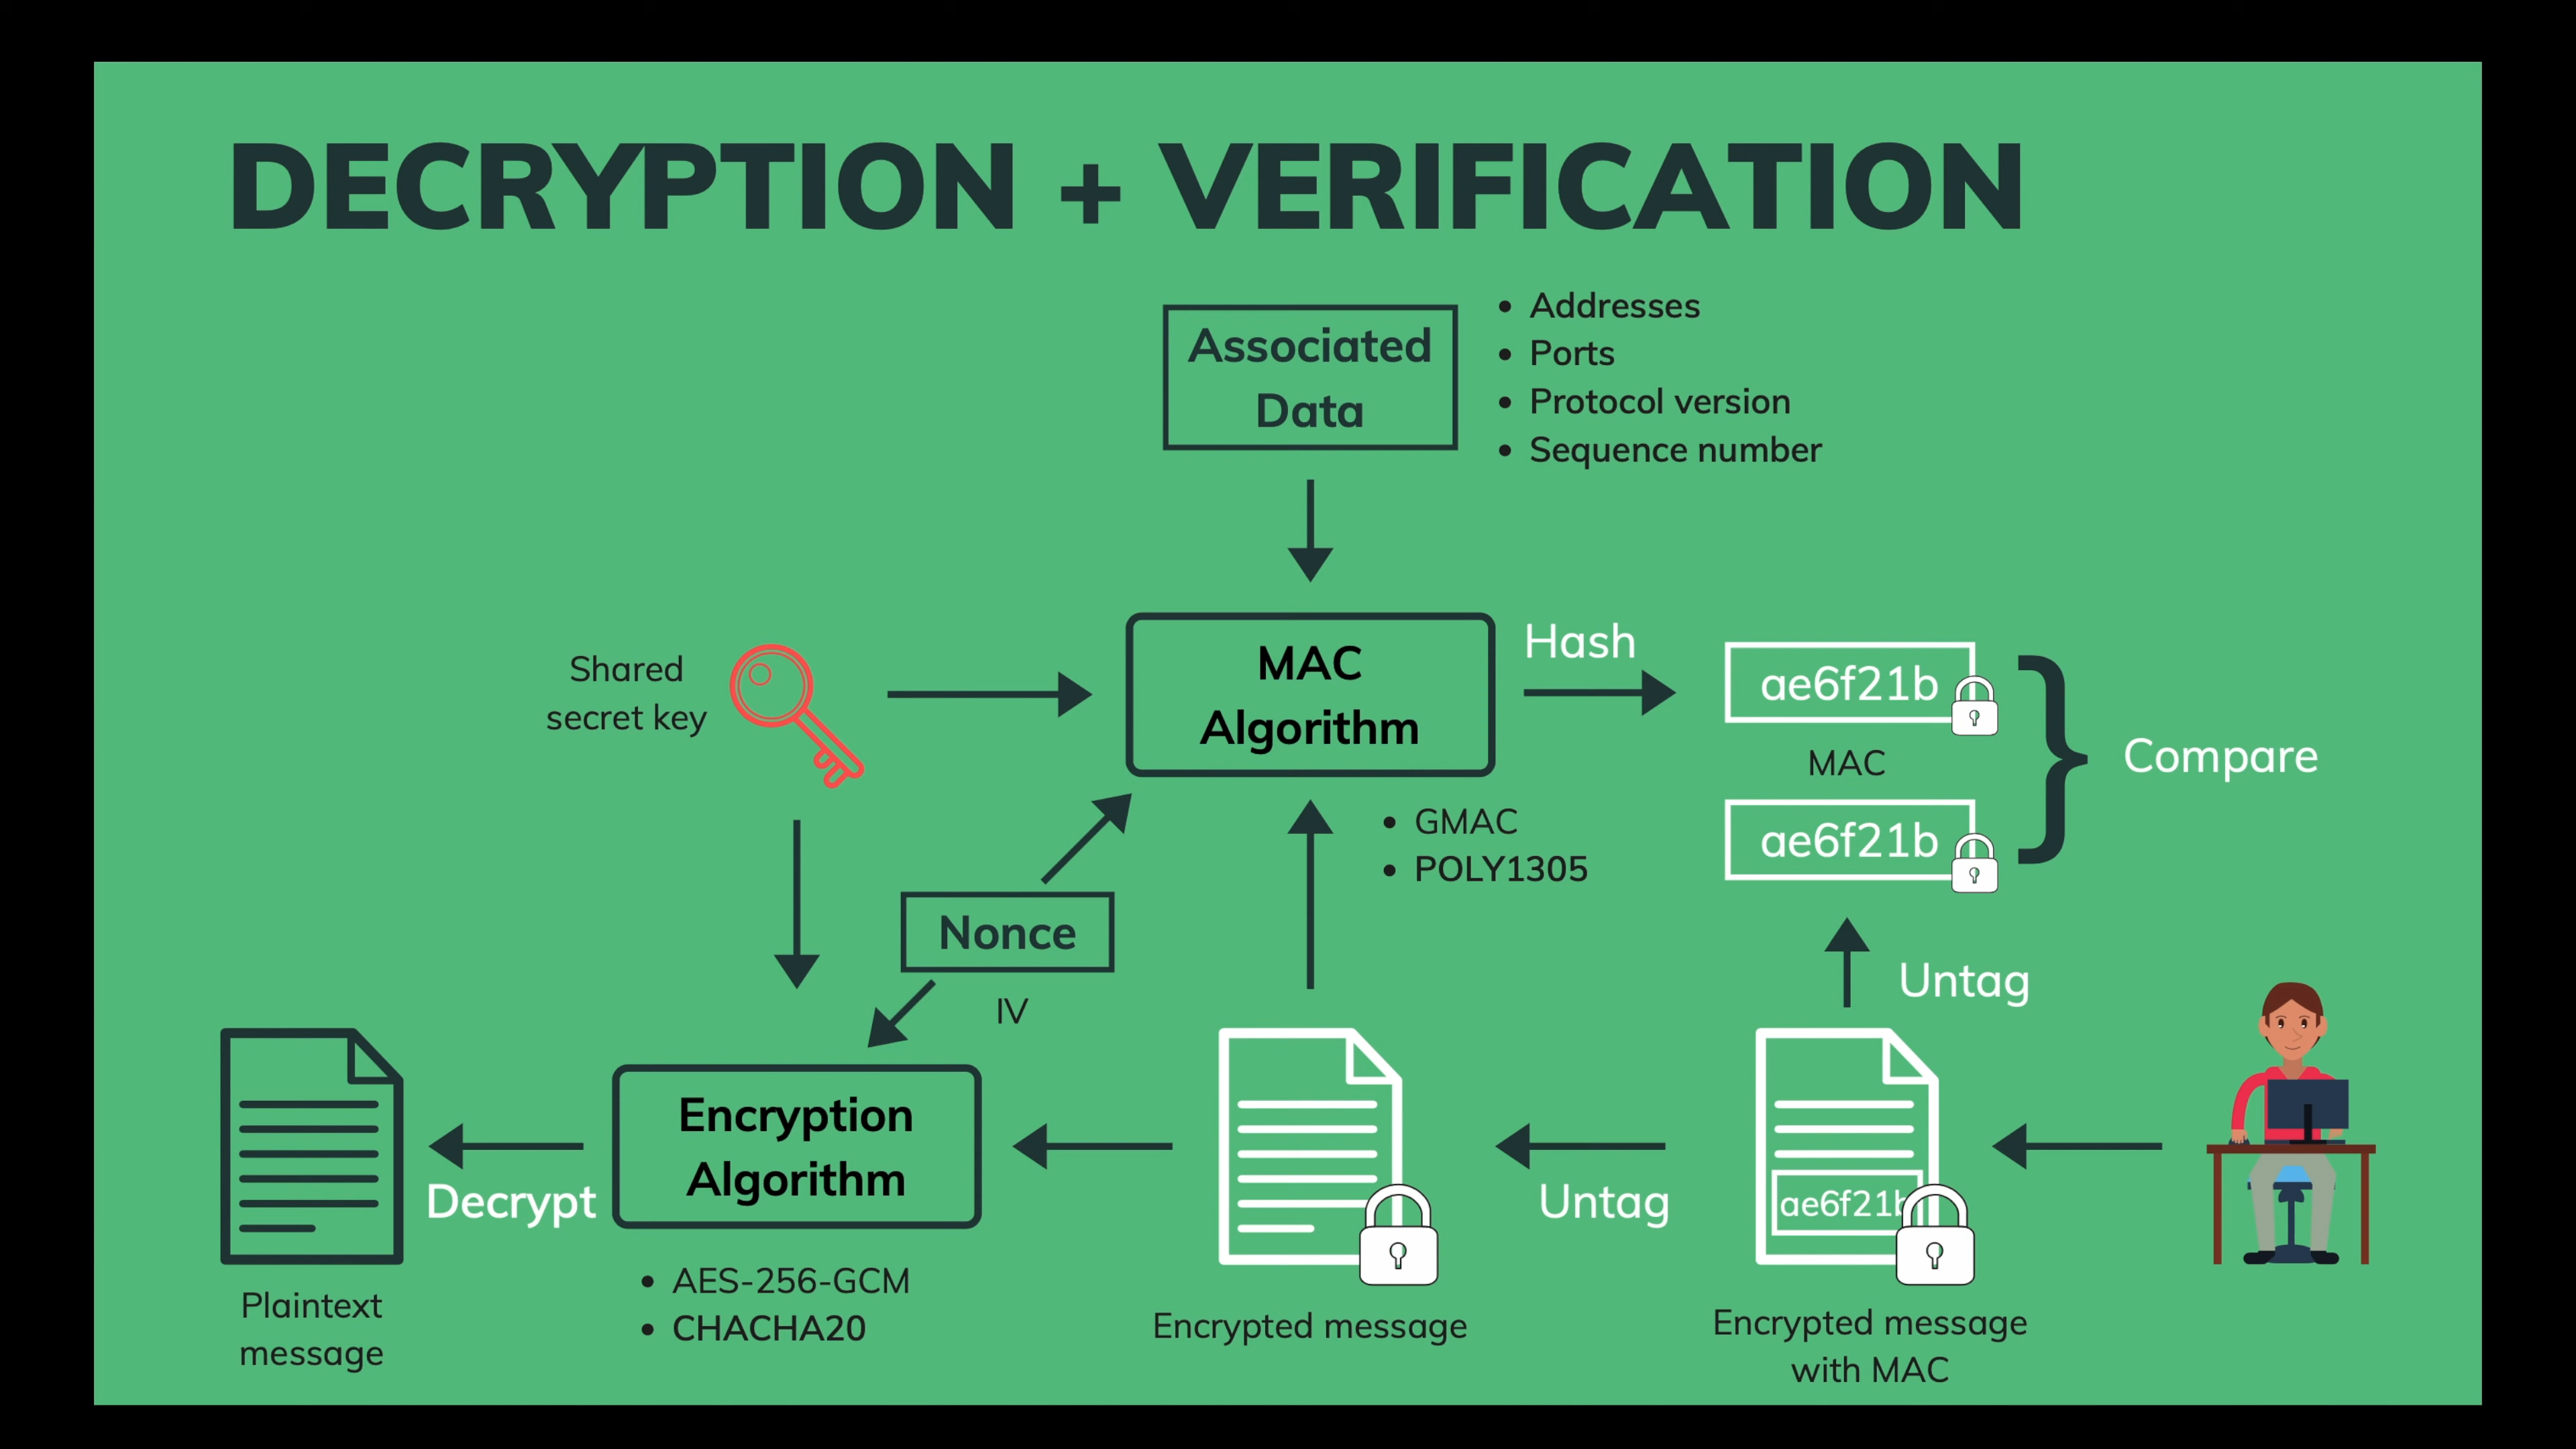 DECRYPTION + VERIFICATION
Associated
Data
• Addresses
• Ports
• Protocol version
• Sequence number
Shared
secret key
MAC
Algorithm
Hash
ae6f21b
MAC
ae6f21b
Compare
• GMAC
• POLY1305
Nonce
IV
Untag
Encryption
Algorithm
Decrypt
Untag
ae6f21b
• AES-256-GCM
• CHACHA20
Plaintext
message
Encrypted message
Encrypted message
with MAC